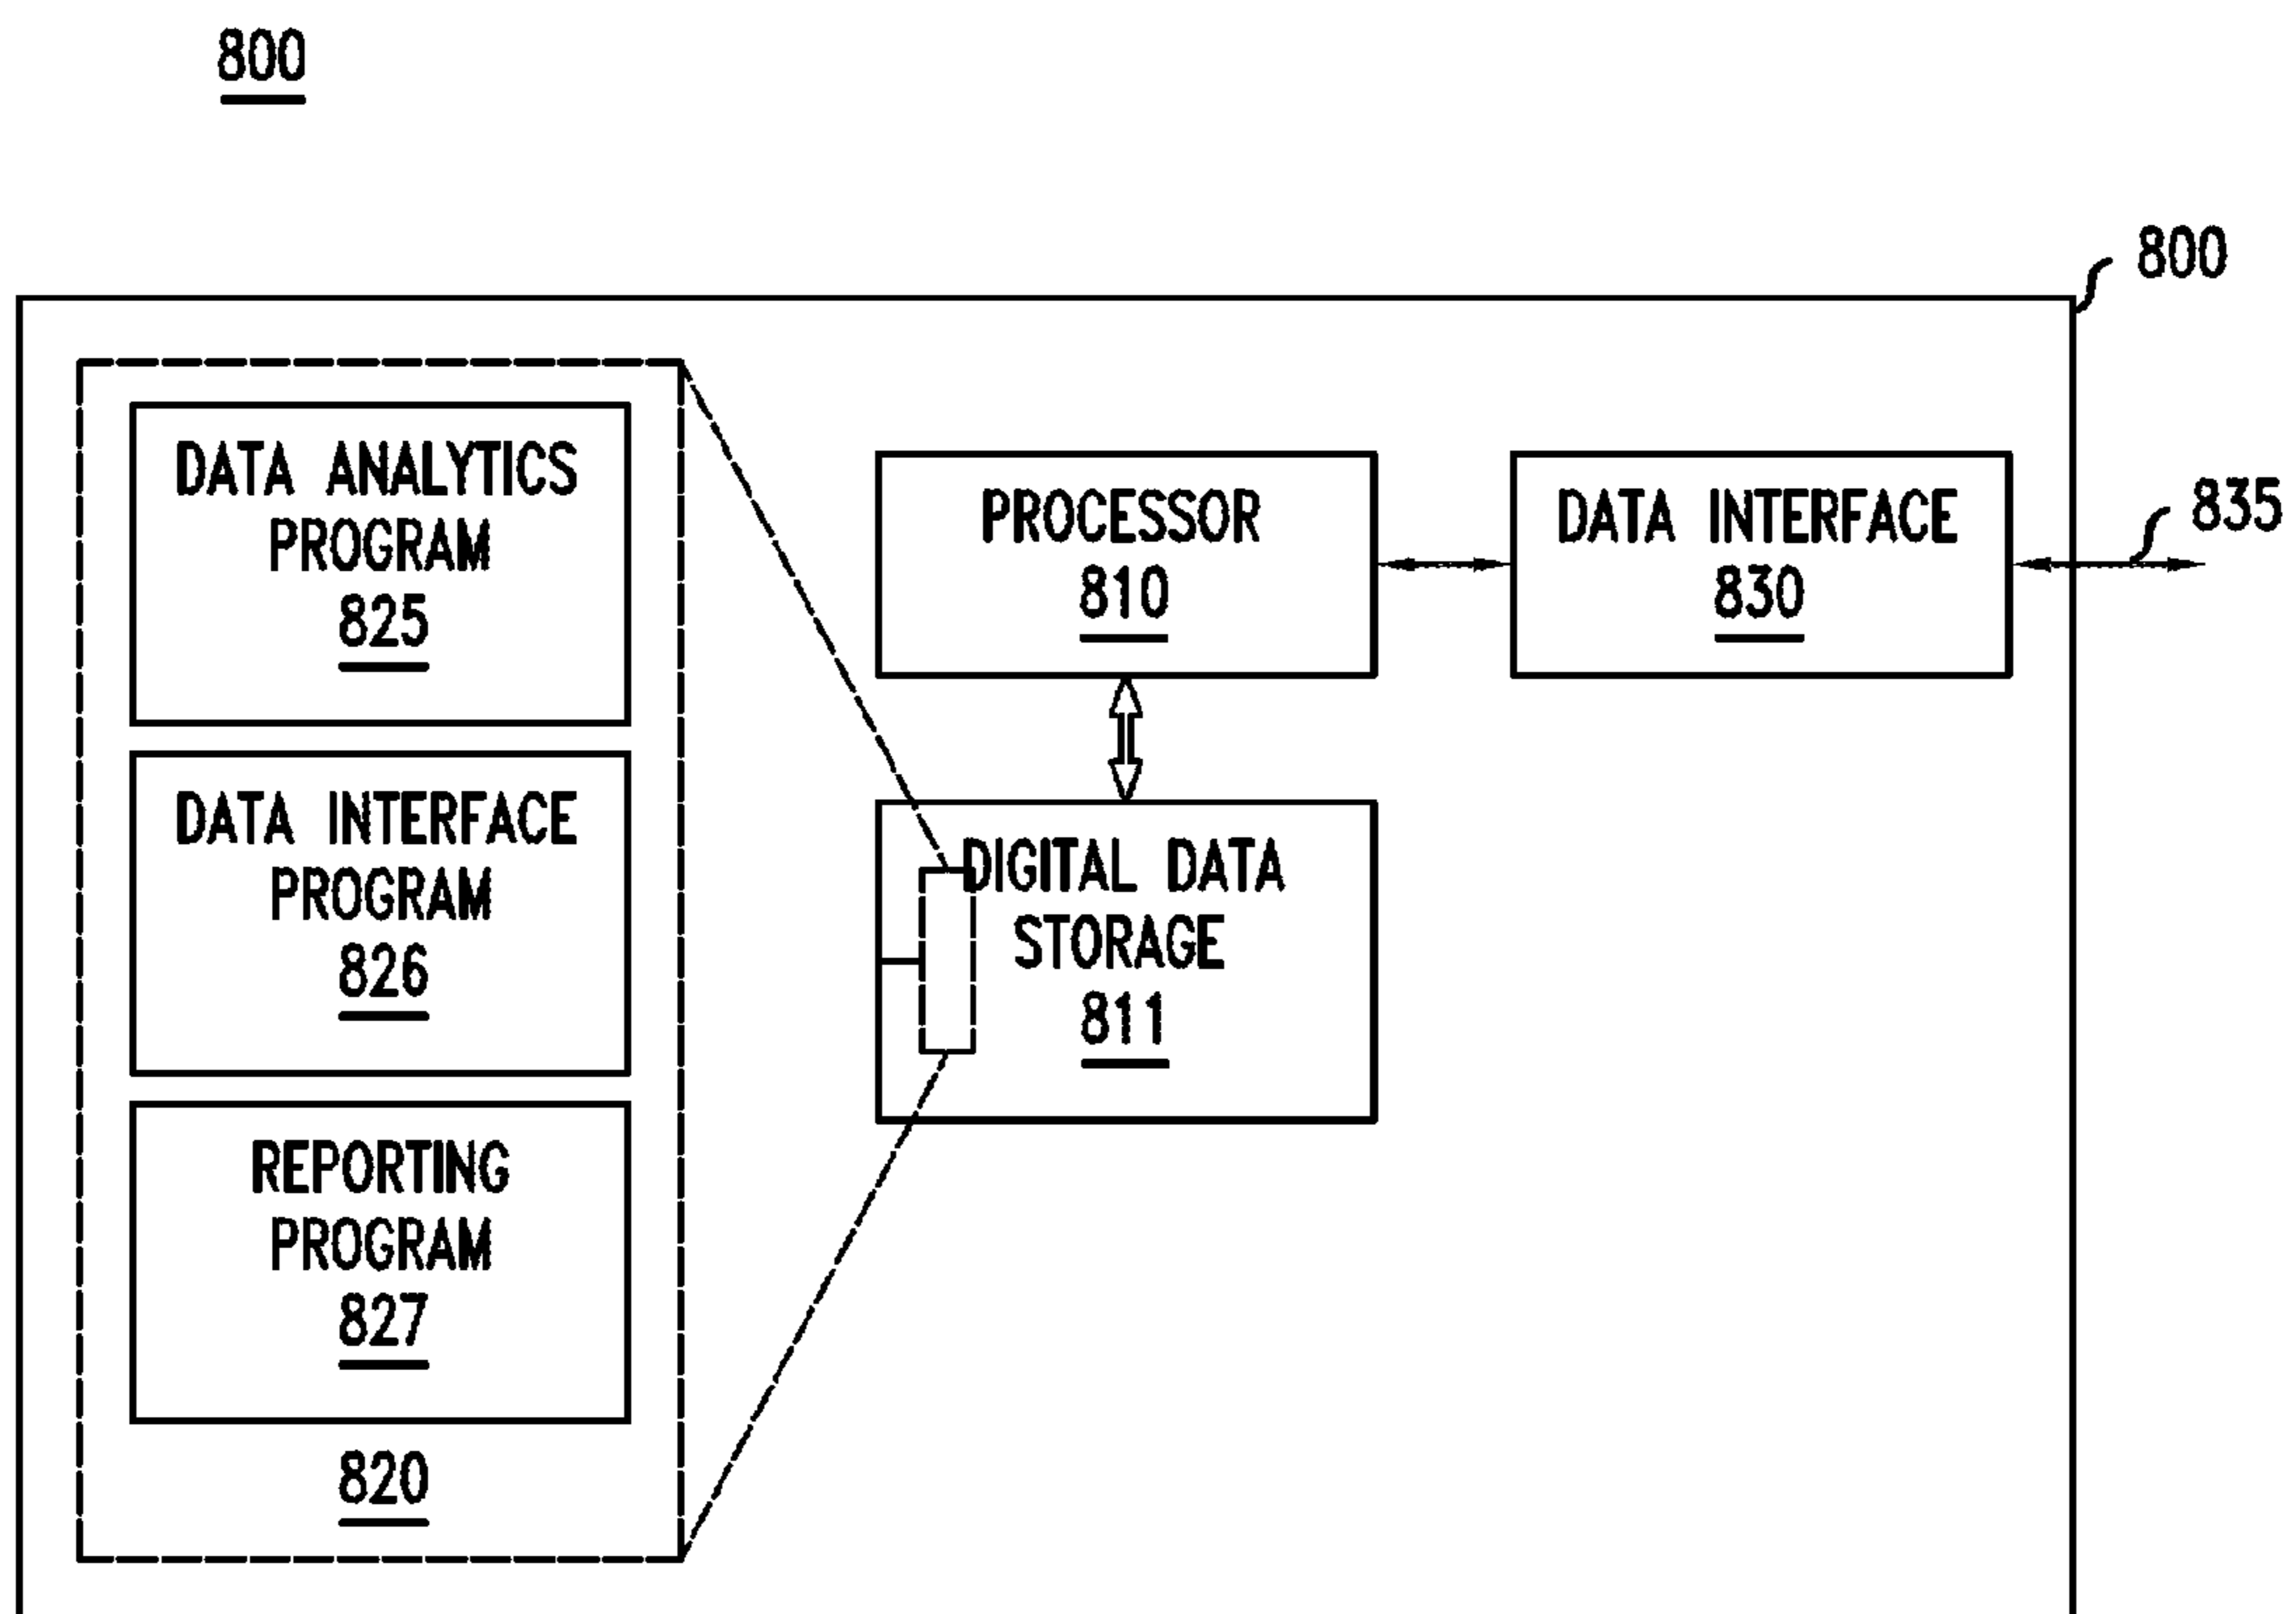 800
800
DATA ANALYTICS
PROGRAM
825
DATA INTERFACE
PROGRAM
826
REPORTING
PROGRAM
827
820
PROCESSOR
810
DIGITAL DATA
STORAGE
811
DATA INTERFACE
830
835